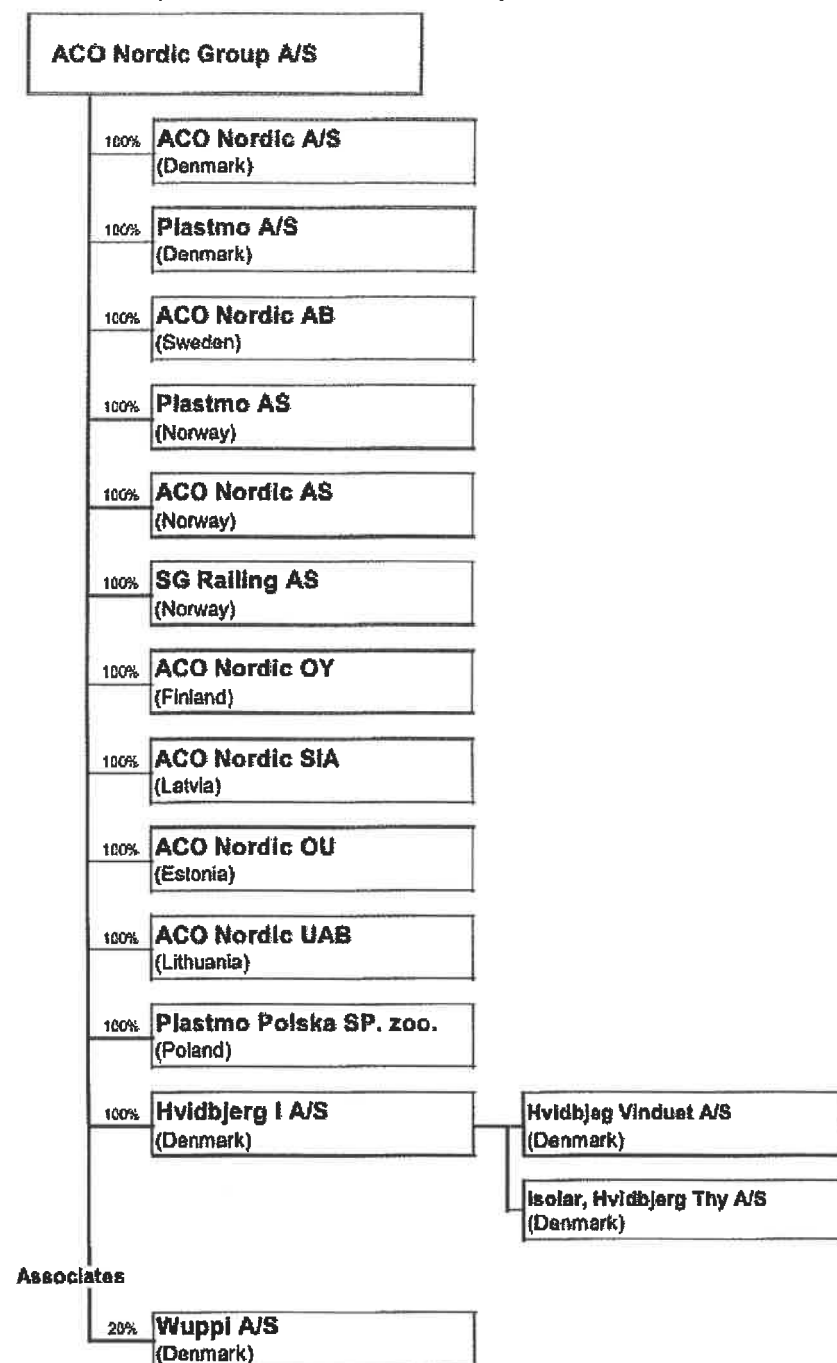 ACO Nordic Group A/S
100% ACO Nordic A/S
(Denmark)
100% Plastmo A/S
(Denmark)
100% ACO Nordic AB
(Sweden)
100% Plastmo AS
(Norway)
100% ACO Nordic AS
(Norway)
100% SG Railing AS
(Norway)
100% ACO Nordic OY
(Finland)
100% ACO Nordic SIA
(Latvia)
100% ACO Nordic OU
(Estonia)
100% ACO Nordic UAB
(Lithuania)
100% Plastmo Polska SP. zoo.
(Poland)
100% Hvidbjerg I A/S
(Denmark)
Hvidbjeg Vinduet A/S
(Denmark)
Isolar, Hvidbjerg Thy A/S
(Denmark)
Associates
20% Wuppi A/S
(Denmark)